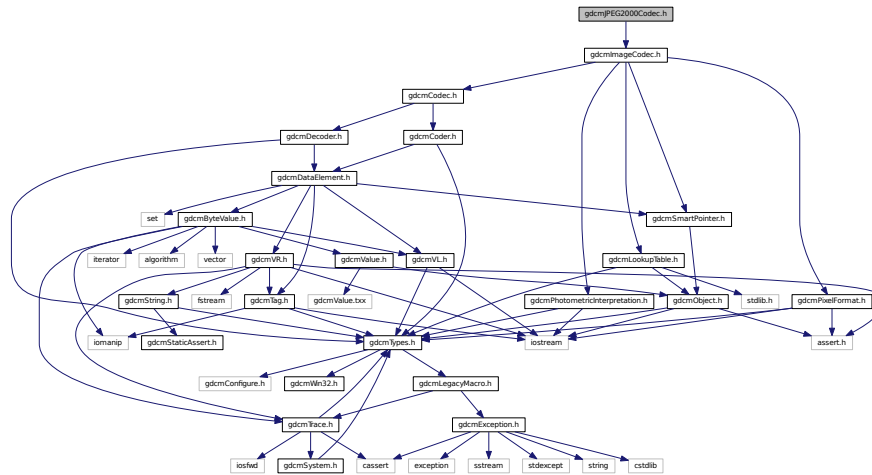 gdcmJPEG2000Codec.h
gdcmImageCodec.h
gdcmCodec.h
gdcmDecoder.h
gdcmCoder.h
gdcmDataElement.h
set
gdcmByteValue.h
gdcmSmartPointer.h
iterator
algorithm
vector
gdcmVR.h
gdcmValue.h
gdcmVL.h
gdcmLookupTable.h
gdcmString.h
fstream
gdcmTag.h
gdcmValue.txx
gdcmPhotometricInterpretation.h
gdcmObject.h
stdlib.h
gdcmPixelFormat.h
iomanip
gdcmStaticAssert.h
gdcmTypes.h
iostream
assert.h
gdcmConfigure.h
gdcmWin32.h
gdcmLegacyMacro.h
gdcmTrace.h
gdcmException.h
iosfwd
gdcmSystem.h
cassert
exception
sstream
stdexcept
string
cstdlib